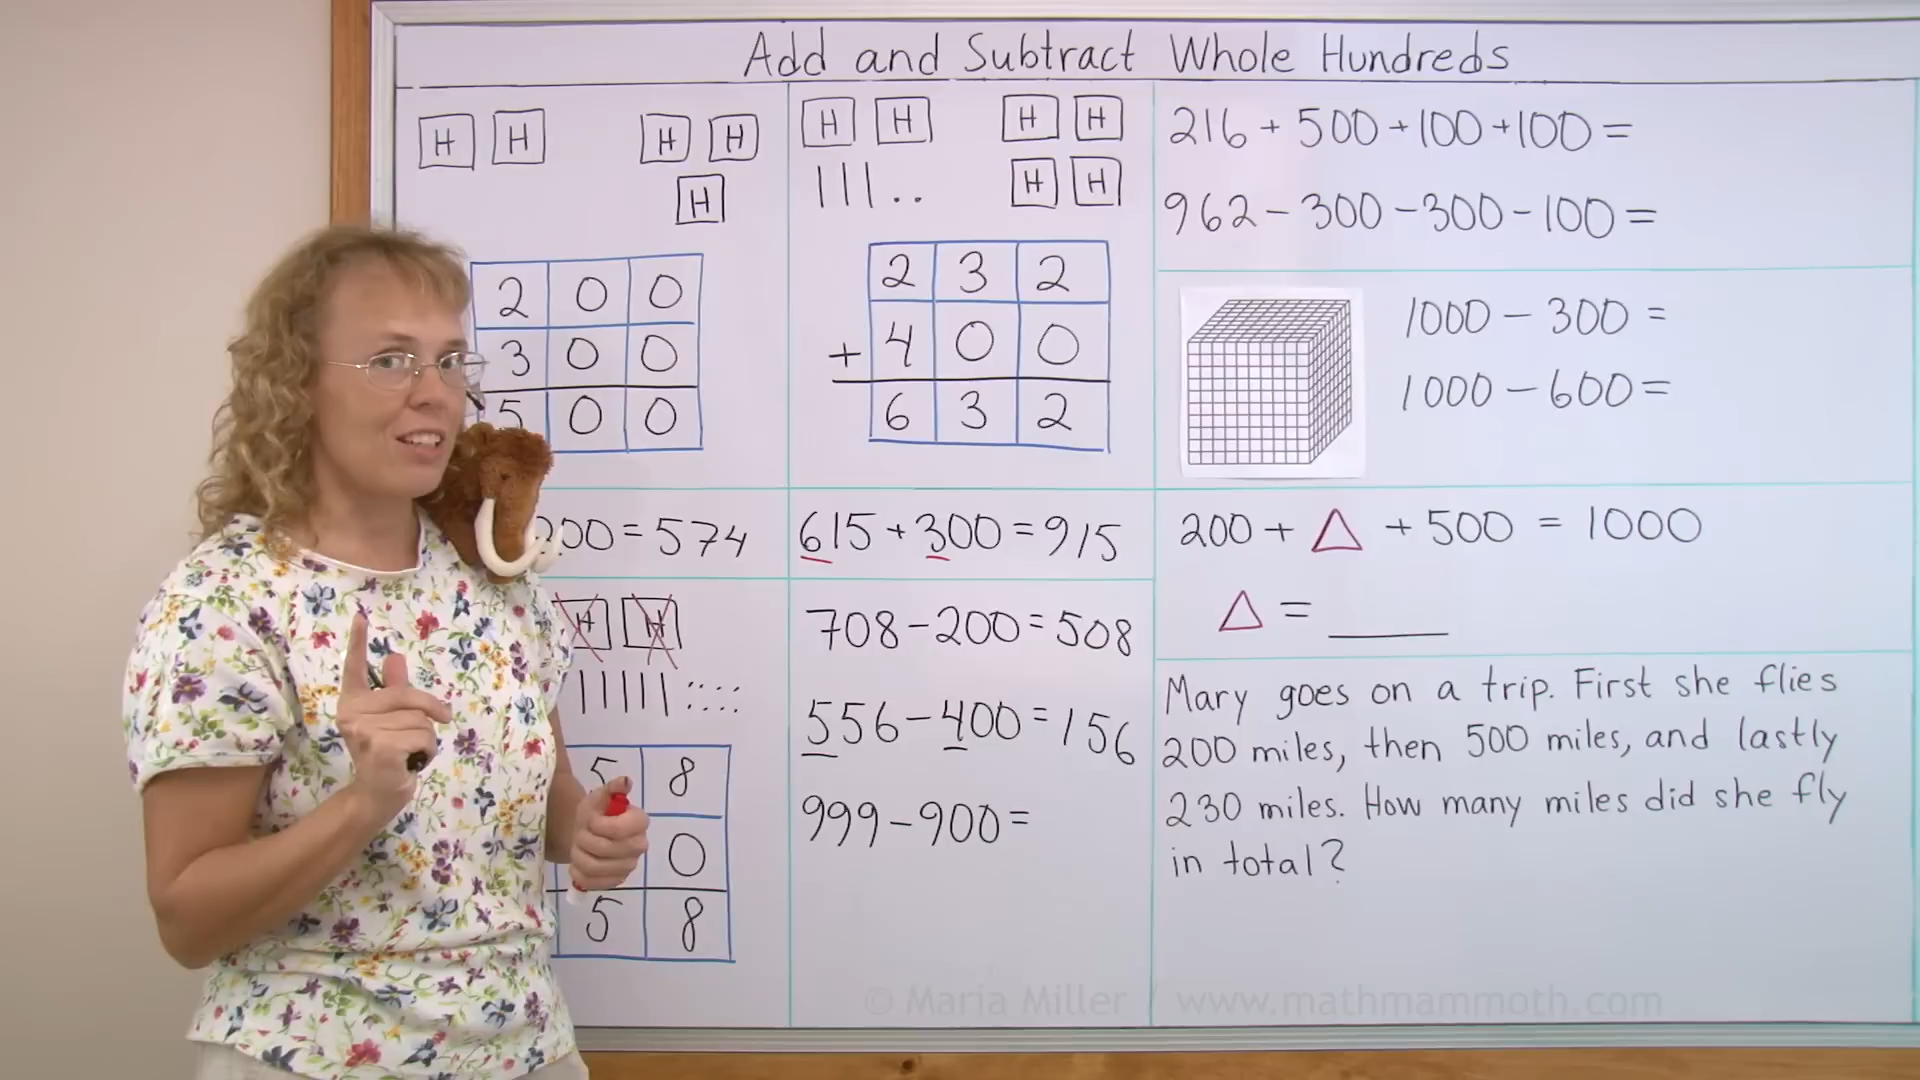 Add and Subtract Whole Hundreds
H H H H
H
2 0 0
3 0 0
5 0 0
H H H H
H H
2 3 2
+ 4 0 0
6 3 2
216 + 500 + 100 + 100 =
962 - 300 - 300 - 100 =
1000 - 300 =
1000 - 600 =
200 = 574
615 + 300 = 915
200 + △ + 500 = 1000
△ = ______
H H
5 8
0
5 8
708 - 200 = 508
556 - 400 = 156
999 - 900 =
Mary goes on a trip. First she flies
200 miles, then 500 miles, and lastly
230 miles. How many miles did she fly
in total?
© Maria Miller / www.mathmammoth.com